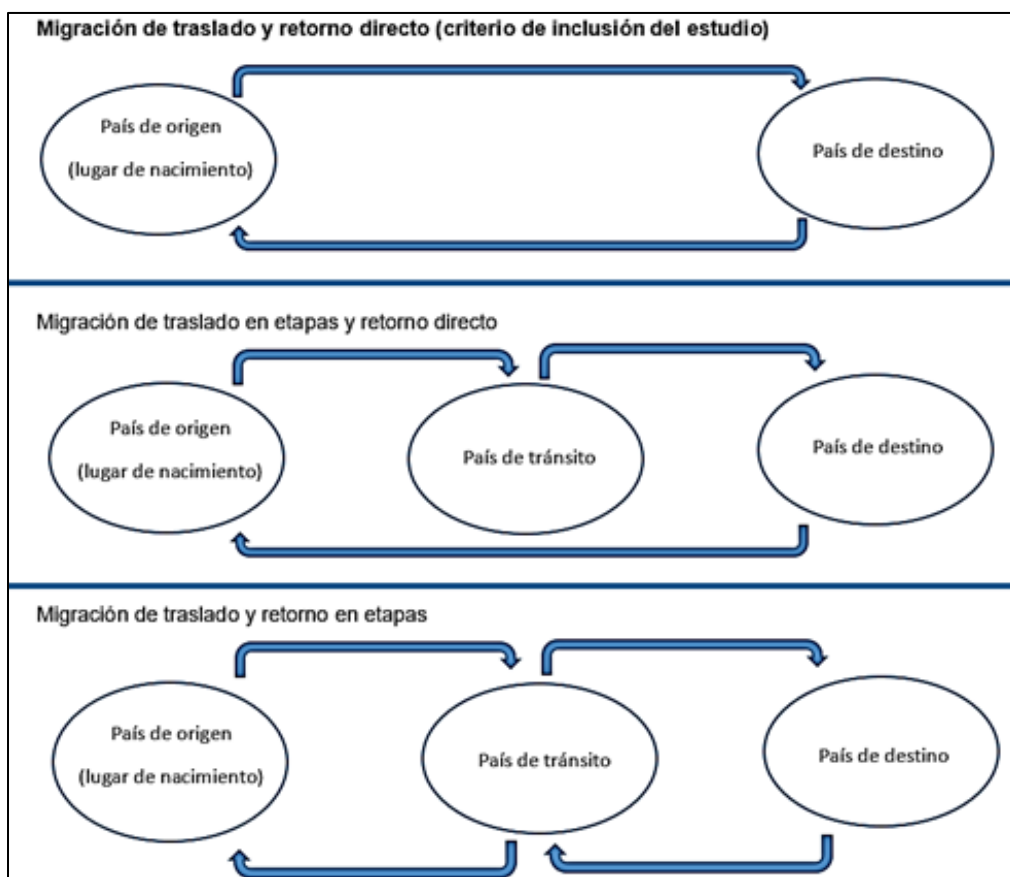 Migración de traslado y retorno directo (criterio de inclusión del estudio)
País de origen
(lugar de nacimiento)
País de destino
Migración de traslado en etapas y retorno directo
País de origen
(lugar de nacimiento)
País de tránsito
País de destino
Migración de traslado y retorno en etapas
País de origen
(lugar de nacimiento)
País de tránsito
País de destino